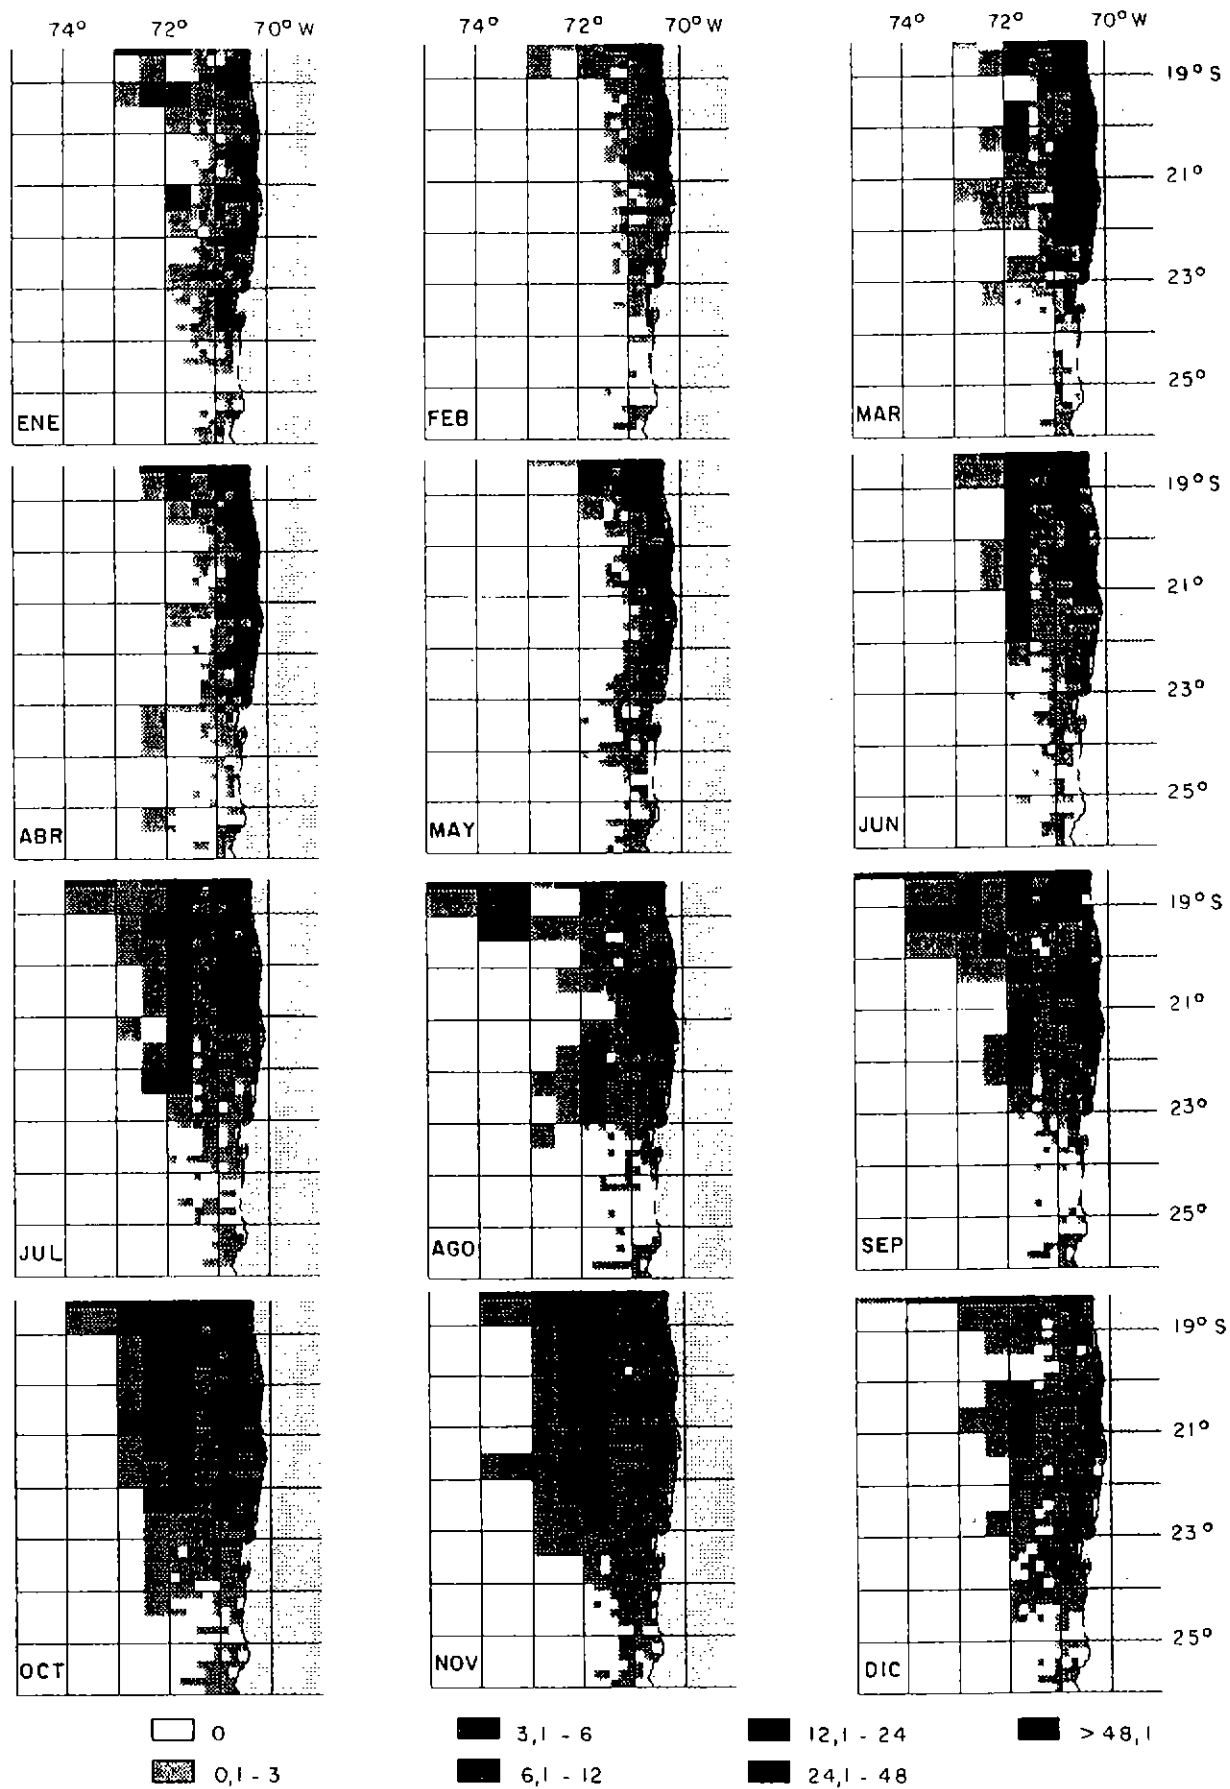 74° 72° 70° W 74° 72° 70° W 74° 72° 70° W
19° S
21°
23°
25°
ENE FEB MAR
19° S
21°
23°
25°
ABR MAY JUN
19° S
21°
23°
25°
JUL AGO SEP
19° S
21°
23°
25°
OCT NOV DIC
0 3,1 - 6 12,1 - 24 > 48,1
0,1 - 3 6,1 - 12 24,1 - 48